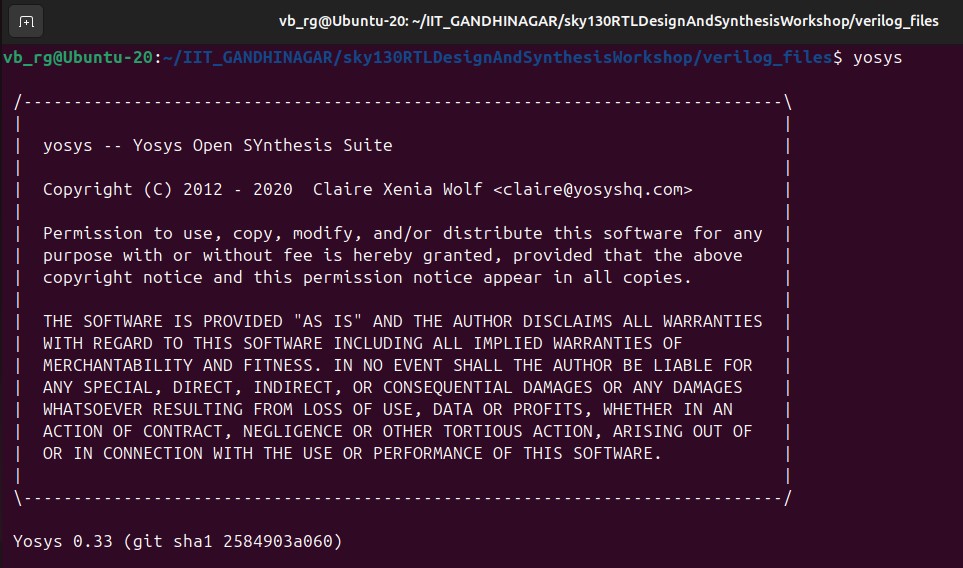 vb_rg@Ubuntu-20: ~/IIT_GANDHINAGAR/sky130RTLDesignAndSynthesisWorkshop/verilog_files
vb_rg@Ubuntu-20:~/IIT_GANDHINAGAR/sky130RTLDesignAndSynthesisWorkshop/verilog_files$ yosys
/----------------------------------------------------------------------------\
|                                                                            |
|  yosys -- Yosys Open SYnthesis Suite                                       |
|                                                                            |
|  Copyright (C) 2012 - 2020  Claire Xenia Wolf <claire@yosyshq.com>         |
|                                                                            |
|  Permission to use, copy, modify, and/or distribute this software for any  |
|  purpose with or without fee is hereby granted, provided that the above    |
|  copyright notice and this permission notice appear in all copies.         |
|                                                                            |
|  THE SOFTWARE IS PROVIDED "AS IS" AND THE AUTHOR DISCLAIMS ALL WARRANTIES  |
|  WITH REGARD TO THIS SOFTWARE INCLUDING ALL IMPLIED WARRANTIES OF          |
|  MERCHANTABILITY AND FITNESS. IN NO EVENT SHALL THE AUTHOR BE LIABLE FOR   |
|  ANY SPECIAL, DIRECT, INDIRECT, OR CONSEQUENTIAL DAMAGES OR ANY DAMAGES    |
|  WHATSOEVER RESULTING FROM LOSS OF USE, DATA OR PROFITS, WHETHER IN AN     |
|  ACTION OF CONTRACT, NEGLIGENCE OR OTHER TORTIOUS ACTION, ARISING OUT OF   |
|  OR IN CONNECTION WITH THE USE OR PERFORMANCE OF THIS SOFTWARE.            |
|                                                                            |
\----------------------------------------------------------------------------/
Yosys 0.33 (git sha1 2584903a060)